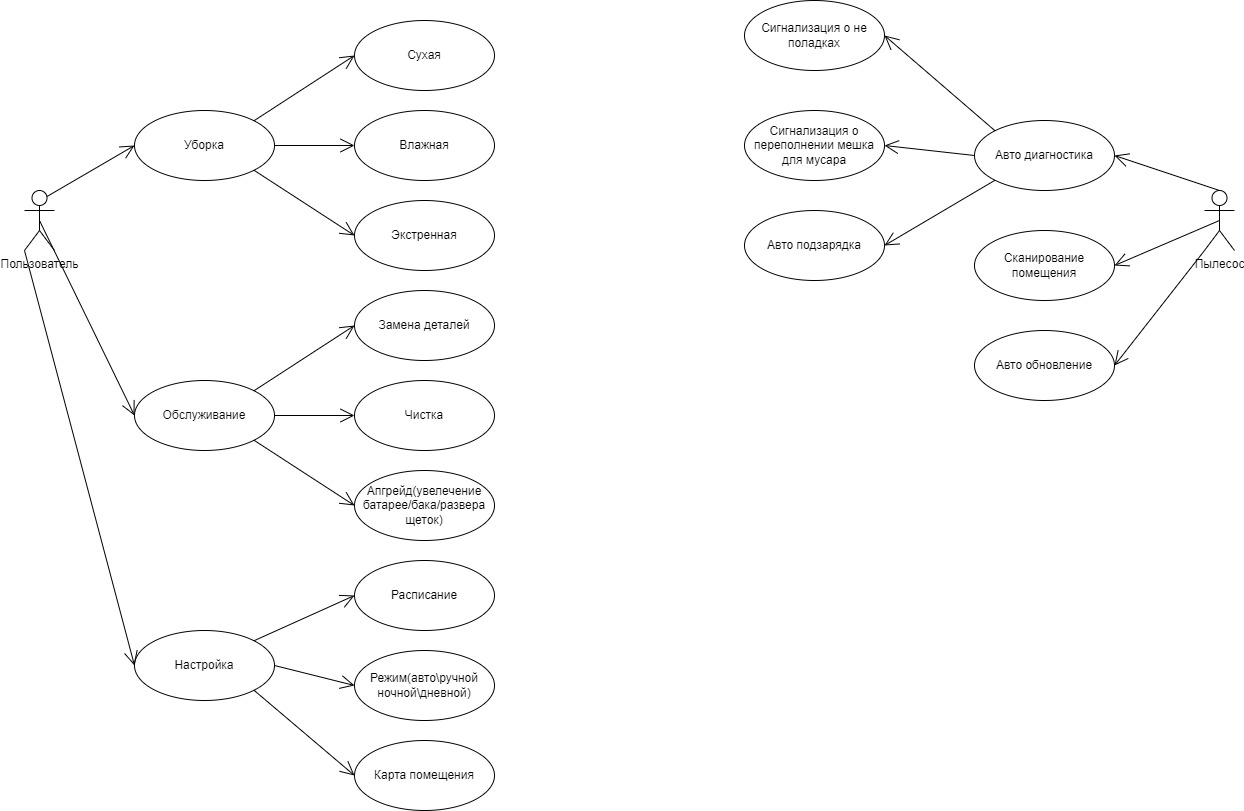 Сухая
Уборка
Влажная
Экстренная
Пользователь
Замена деталей
Обслуживание
Чистка
Апгрейд(увелечение
батарее/бака/развера
щеток)
Расписание
Настройка
Режим(авто\ручной
ночной\дневной)
Карта помещения
Сигнализация о не
поладках
Сигнализация о
переполнении мешка
для мусара
Авто диагностика
Авто подзарядка
Сканирование
помещения
Пылесос
Авто обновление